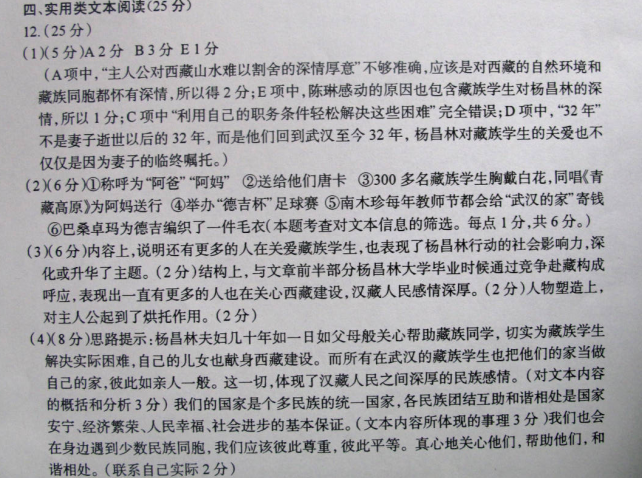 四、实用类文本阅读(25分)
12.(25分)
(1)(5分)A2分 B3分 E1分
(A项中,“主人公对西藏山水难以割舍的深情厚意”不够准确,应该是对西藏的自然环境和
藏族同胞都怀有深情,所以得2分;E项中,陈琳感动的原因也包含藏族学生对杨昌林的深
情,所以1分;C项中“利用自己的职务条件轻松解决这些困难”完全错误;D项中,“32年”
不是妻子逝世以后的32年,而是他们回到武汉至今32年,杨昌林对藏族学生的关爱也不
仅仅是因为妻子的临终嘱托。)
(2)(6分)①称呼为“阿爸”“阿妈” ②送给他们唐卡 ③300多名藏族学生胸戴白花,同唱《青
藏高原》为阿妈送行 ④举办“德吉杯”足球赛 ⑤南木珍每年教师节都会给“武汉的家”寄钱
⑥巴桑卓玛为德吉编织了一件毛衣(本题考查对文本信息的筛选。每点1分,共6分。)
(3)(6分)内容上,说明还有更多的人在关爱藏族学生,也表现了杨昌林行动的社会影响力,深
化或升华了主题。(2分)结构上,与文章前半部分杨昌林大学毕业时候通过竞争赴藏构成
呼应,表现出一直有更多的人也在关心西藏建设,汉藏人民感情深厚。(2分)人物塑造上,
对主人公起到了烘托作用。(2分)
(4)(8分)思路提示:杨昌林夫妇几十年如一日如父母般关心帮助藏族同学,切实为藏族学生
解决实际困难,自己的儿女也献身西藏建设。而所有在武汉的藏族学生也把他们的家当做
自己的家,彼此如亲人一般。这一切,体现了汉藏人民之间深厚的民族感情。(对文本内容
的概括和分析3分)我们的国家是个多民族的统一国家,各民族团结互助和谐相处是国家
安宁、经济繁荣、人民幸福、社会进步的基本保证。(文本内容所体现的事理3分)我们也会
在身边遇到少数民族同胞,我们应该彼此尊重,彼此平等。真心地关心他们,帮助他们,和
谐相处。(联系自己实际2分)